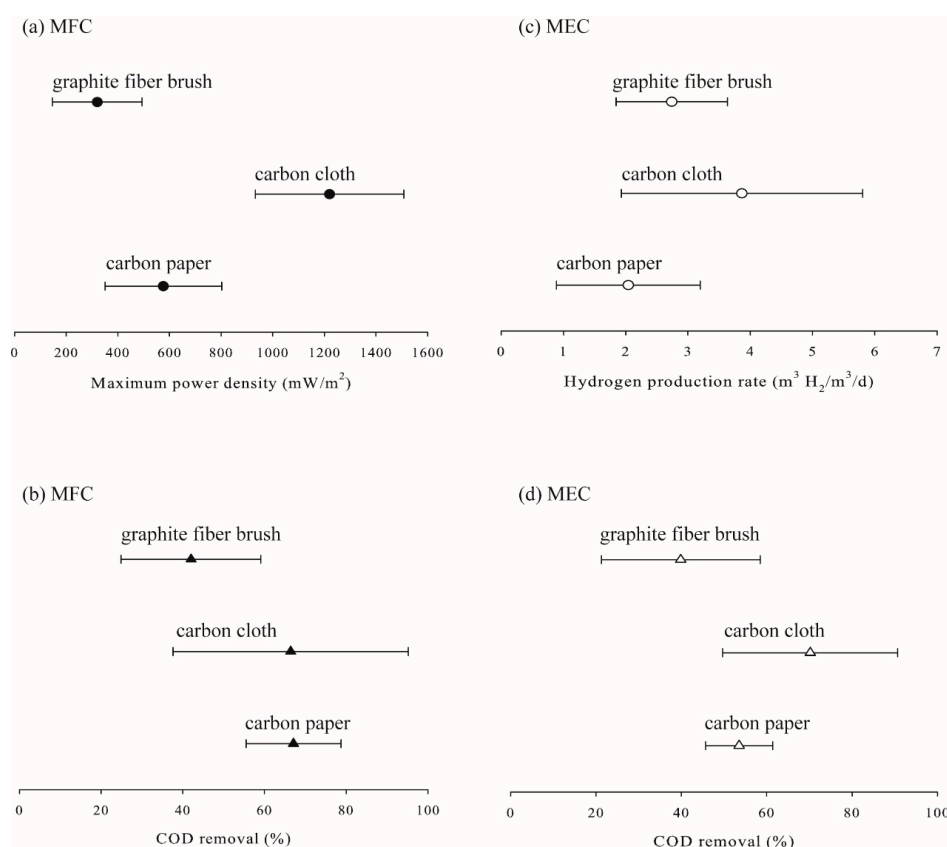 (a) MFC
graphite fiber brush
carbon cloth
carbon paper
0 200 400 600 800 1000 1200 1400 1600
Maximum power density (mW/m²)
(c) MEC
graphite fiber brush
carbon cloth
carbon paper
0 1 2 3 4 5 6 7
Hydrogen production rate (m³ H₂/m³/d)
(b) MFC
graphite fiber brush
carbon cloth
carbon paper
0 20 40 60 80 100
COD removal (%)
(d) MEC
graphite fiber brush
carbon cloth
carbon paper
0 20 40 60 80 100
COD removal (%)